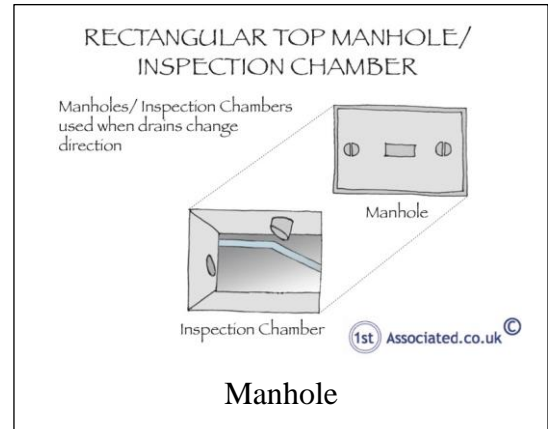 RECTANGULAR TOP MANHOLE/
INSPECTION CHAMBER
Manholes/ Inspection Chambers
used when drains change
direction
Manhole
Inspection Chamber
1st Associated.co.uk ©
Manhole